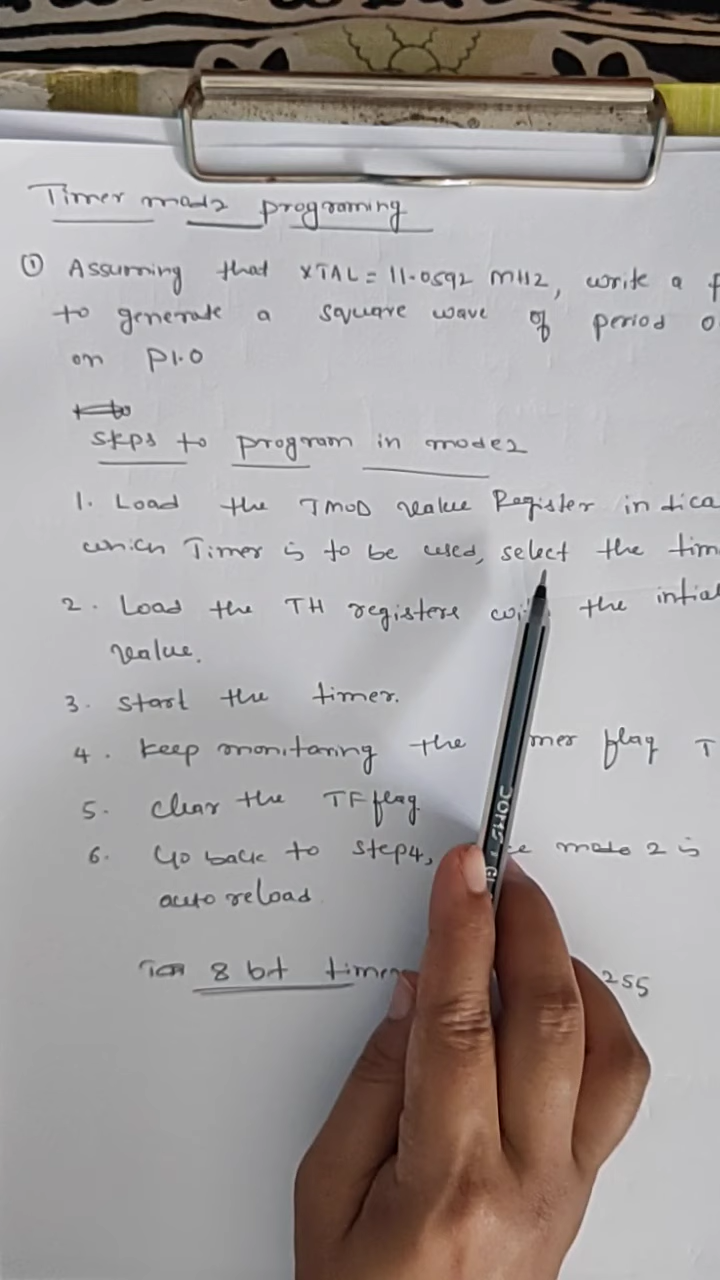 Timer mode2 programing
① Assuming that XTAL = 11.0592 MHZ, write a
to generate a square wave of period
on P1.0
Steps to program in mode2
1. Load the TMOD value Register indica
which Timer is to be used, select the tim
2. Load the TH registers the intial
value.
3. start the timer.
4. keep monitaring the mer flag T
5. clear the TF flag.
6. Go back to step4, mode 2 is
auto reload.
8 bit timer 255